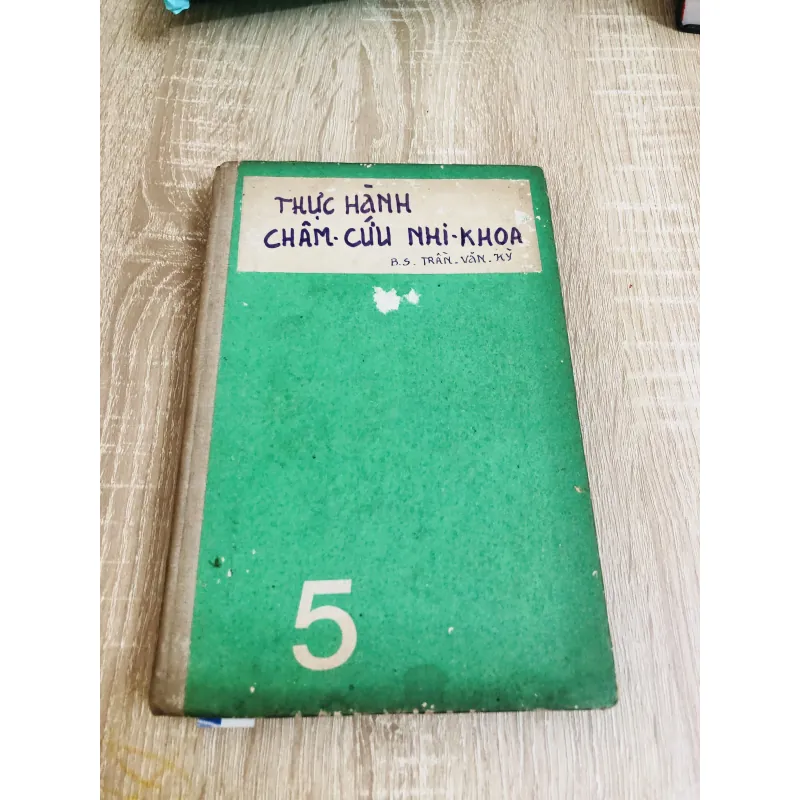 THỰC HÀNH
CHÂM-CỨU NHI-KHOA
B.S. TRẦN-VĂN-KỲ
5